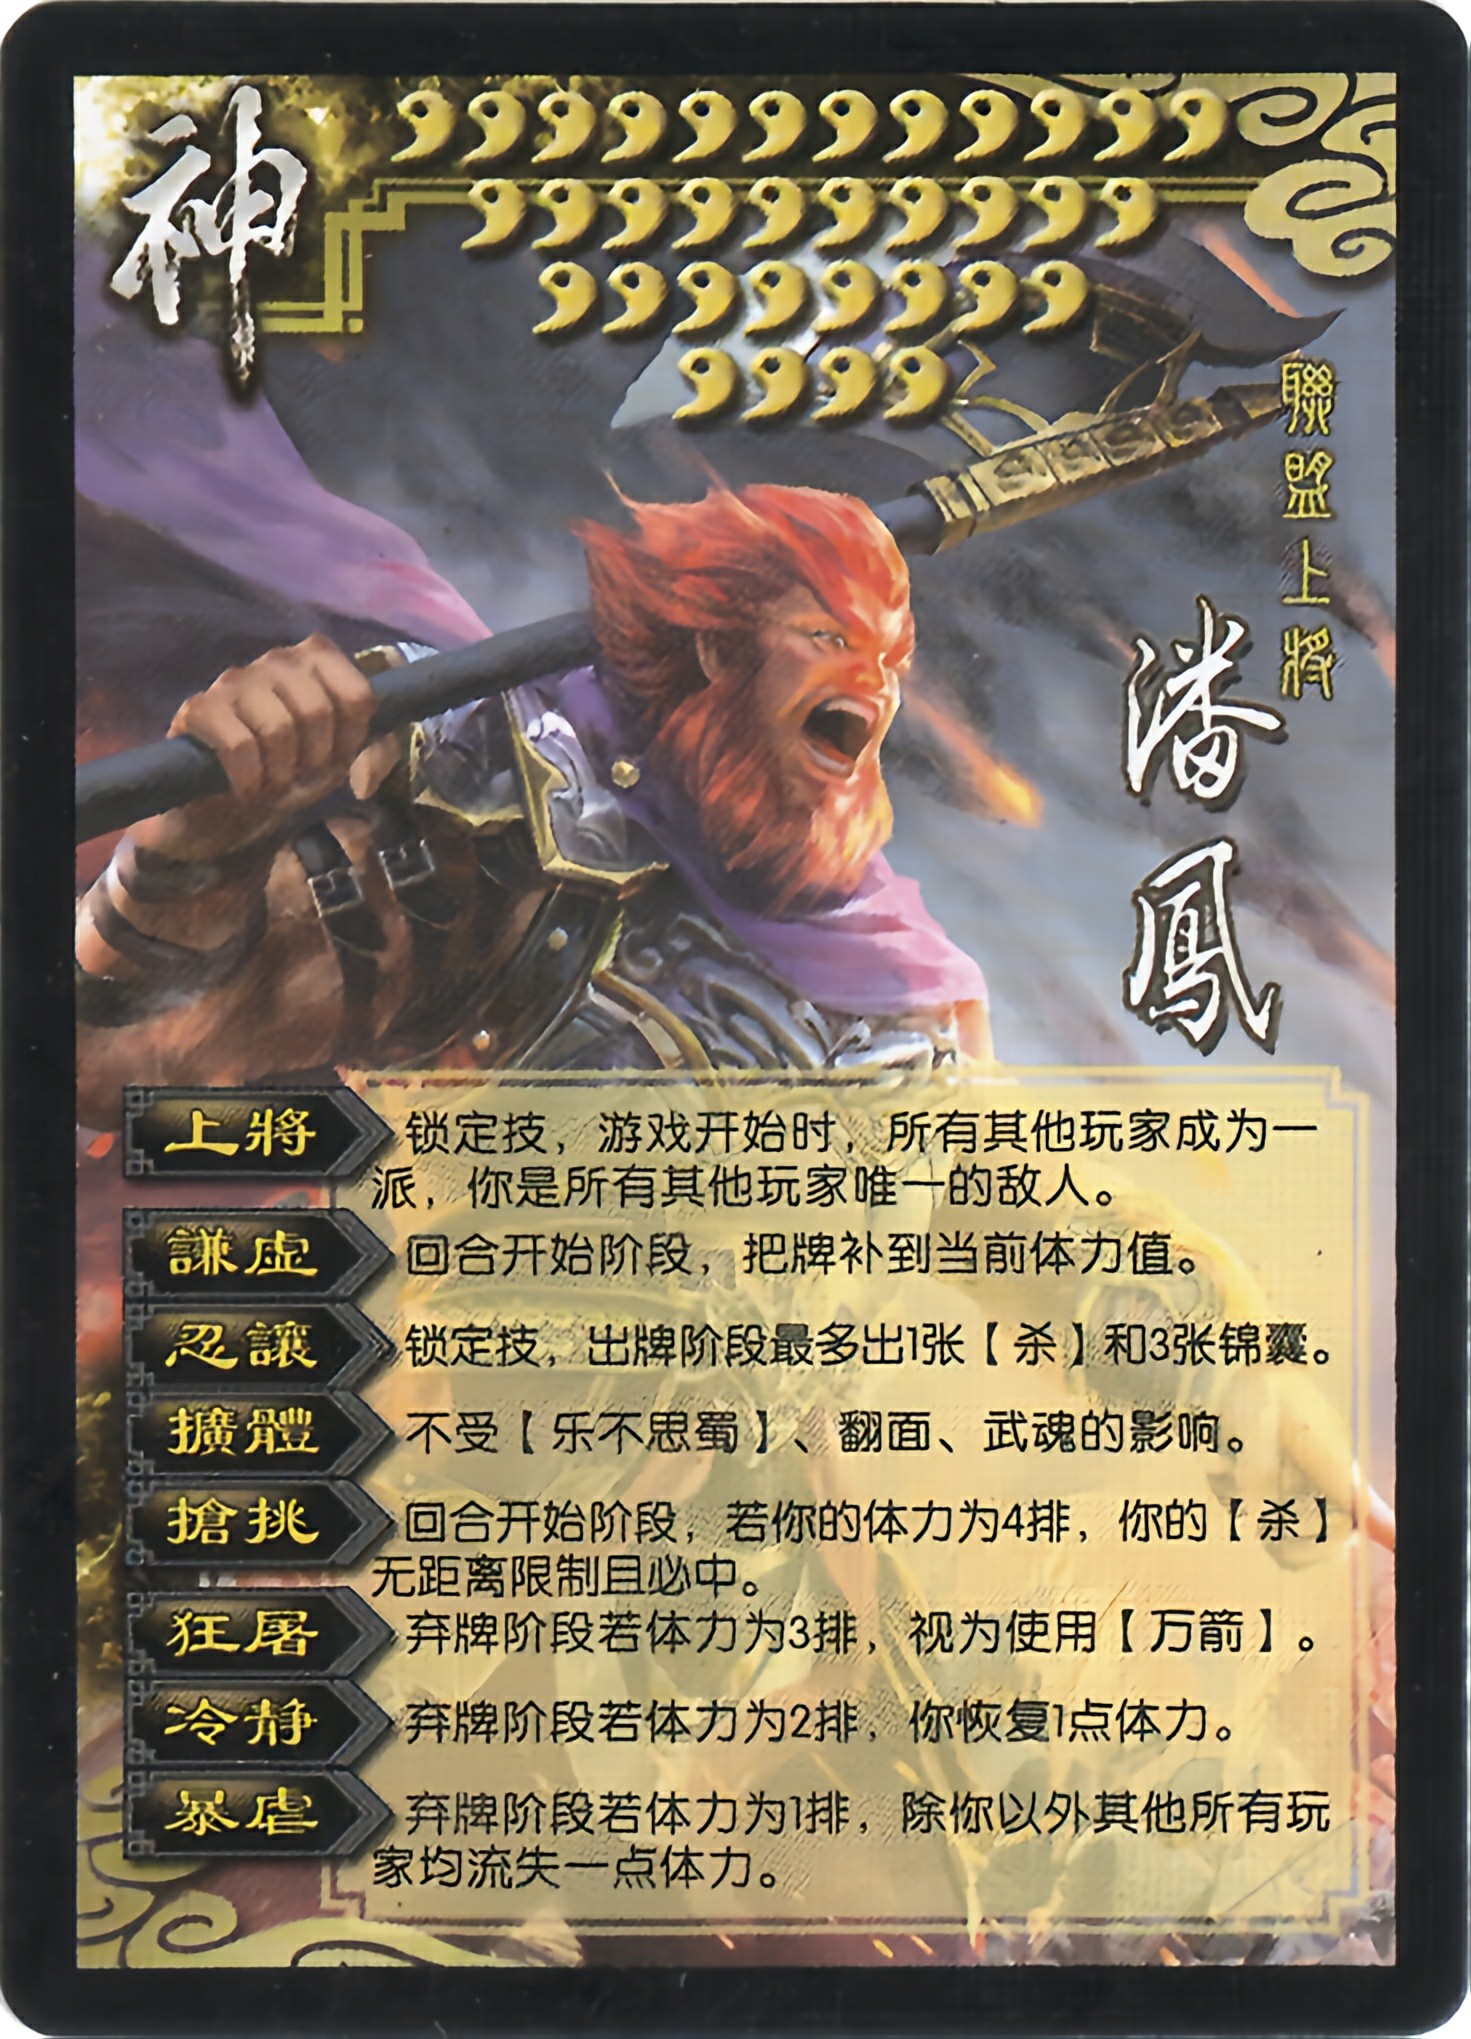 神
聯盟上將
潘鳳
上將
锁定技，游戏开始时，所有其他玩家成为一
派，你是所有其他玩家唯一的敌人。
謙虛
回合开始阶段，把牌补到当前体力值。
忍讓
锁定技，出牌阶段最多出1张【杀】和3张锦囊。
擴體
不受【乐不思蜀】、翻面、武魂的影响。
搶挑
回合开始阶段，若你的体力为4排，你的【杀】
无距离限制且必中。
狂屠
弃牌阶段若体力为3排，视为使用【万箭】。
冷静
弃牌阶段若体力为2排，你恢复1点体力。
暴虐
弃牌阶段若体力为1排，除你以外其他所有玩
家均流失一点体力。